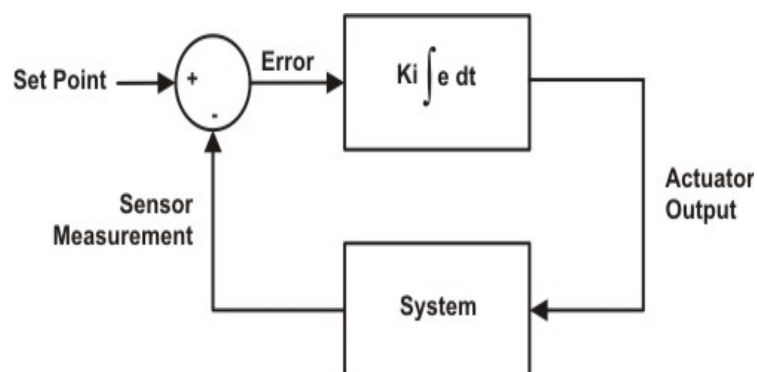 Set Point
+
-
Error
Ki ∫e dt
Actuator
Output
Sensor
Measurement
System